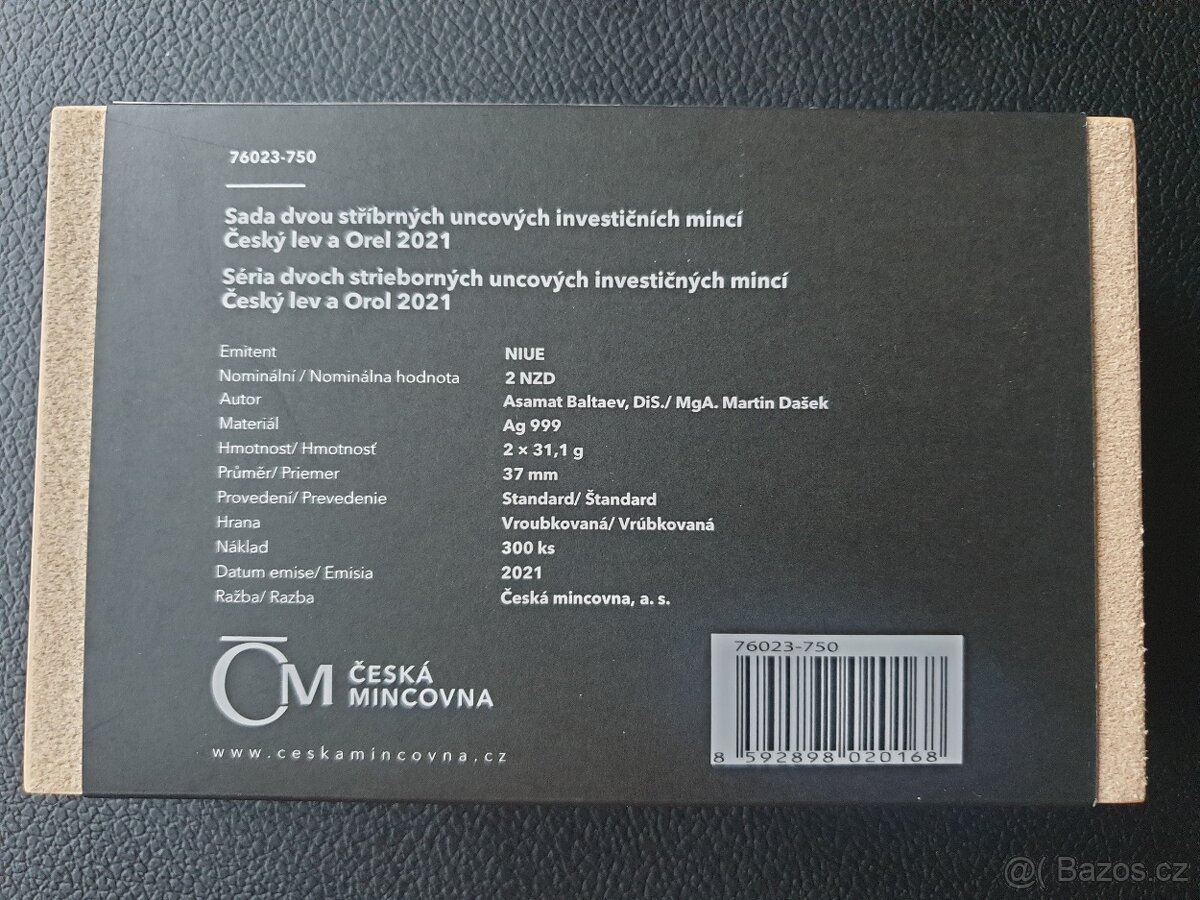 76023-750
Sada dvou stříbrných uncových investičních mincí
Český lev a Orel 2021
Séria dvoch strieborných uncových investičných mincí
Český lev a Orol 2021
Emitent NIUE
Nominální / Nominálna hodnota 2 NZD
Autor Asamat Baltaev, DiS./ MgA. Martin Dašek
Materiál Ag 999
Hmotnost/ Hmotnosť 2 × 31,1 g
Průměr/ Priemer 37 mm
Provedení/ Prevedenie Standard/ Štandard
Hrana Vroubkovaná/ Vrúbkovaná
Náklad 300 ks
Datum emise/ Emisia 2021
Ražba/ Razba Česká mincovna, a. s.
ČM ČESKÁ
MINCOVNA
www.ceskamincovna.cz
76023-750
8 592898 020168
@( Bazos.cz